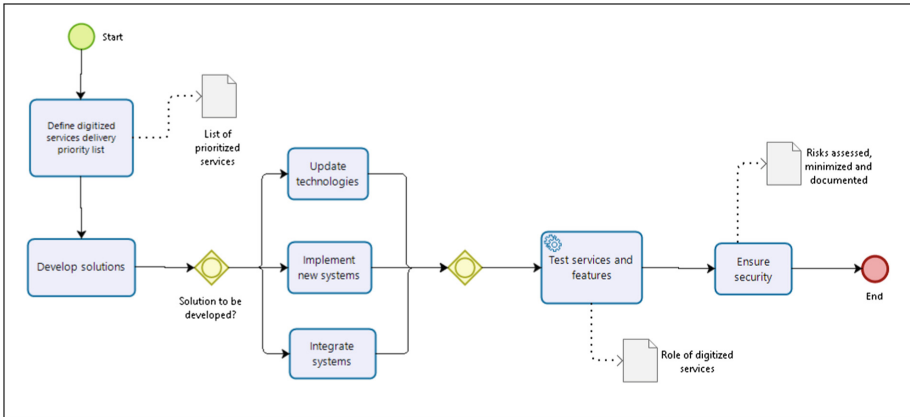 Start
Define digitized
services delivery
priority list
List of
prioritized
services
Develop solutions
Solution to be
developed?
Update
technologies
Implement
new systems
Integrate
systems
Test services and
features
Role of digitized
services
Ensure
security
Risks assessed,
minimized and
documented
End